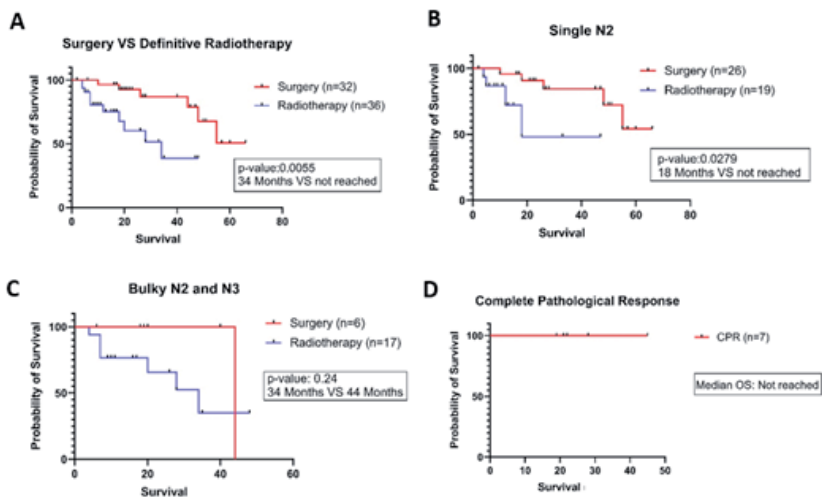 A
Surgery VS Definitive Radiotherapy
100
50
0
0
20
40
60
80
Probability of Survival
Survival
Surgery (n=32)
Radiotherapy (n=36)
p-value:0.0055
34 Months VS not reached
B
Single N2
100
50
0
0
20
40
60
80
Probability of Survival
Survival
Surgery (n=26)
Radiotherapy (n=19)
p-value:0.0279
18 Months VS not reached
C
Bulky N2 and N3
100
50
0
0
20
40
60
Probability of Survival
Survival
Surgery (n=6)
Radiotherapy (n=17)
p-value: 0.24
34 Months VS 44 Months
D
Complete Pathological Response
100
50
0
0
10
20
30
40
50
Probability of Survival
Survival
CPR (n=7)
Median OS: Not reached